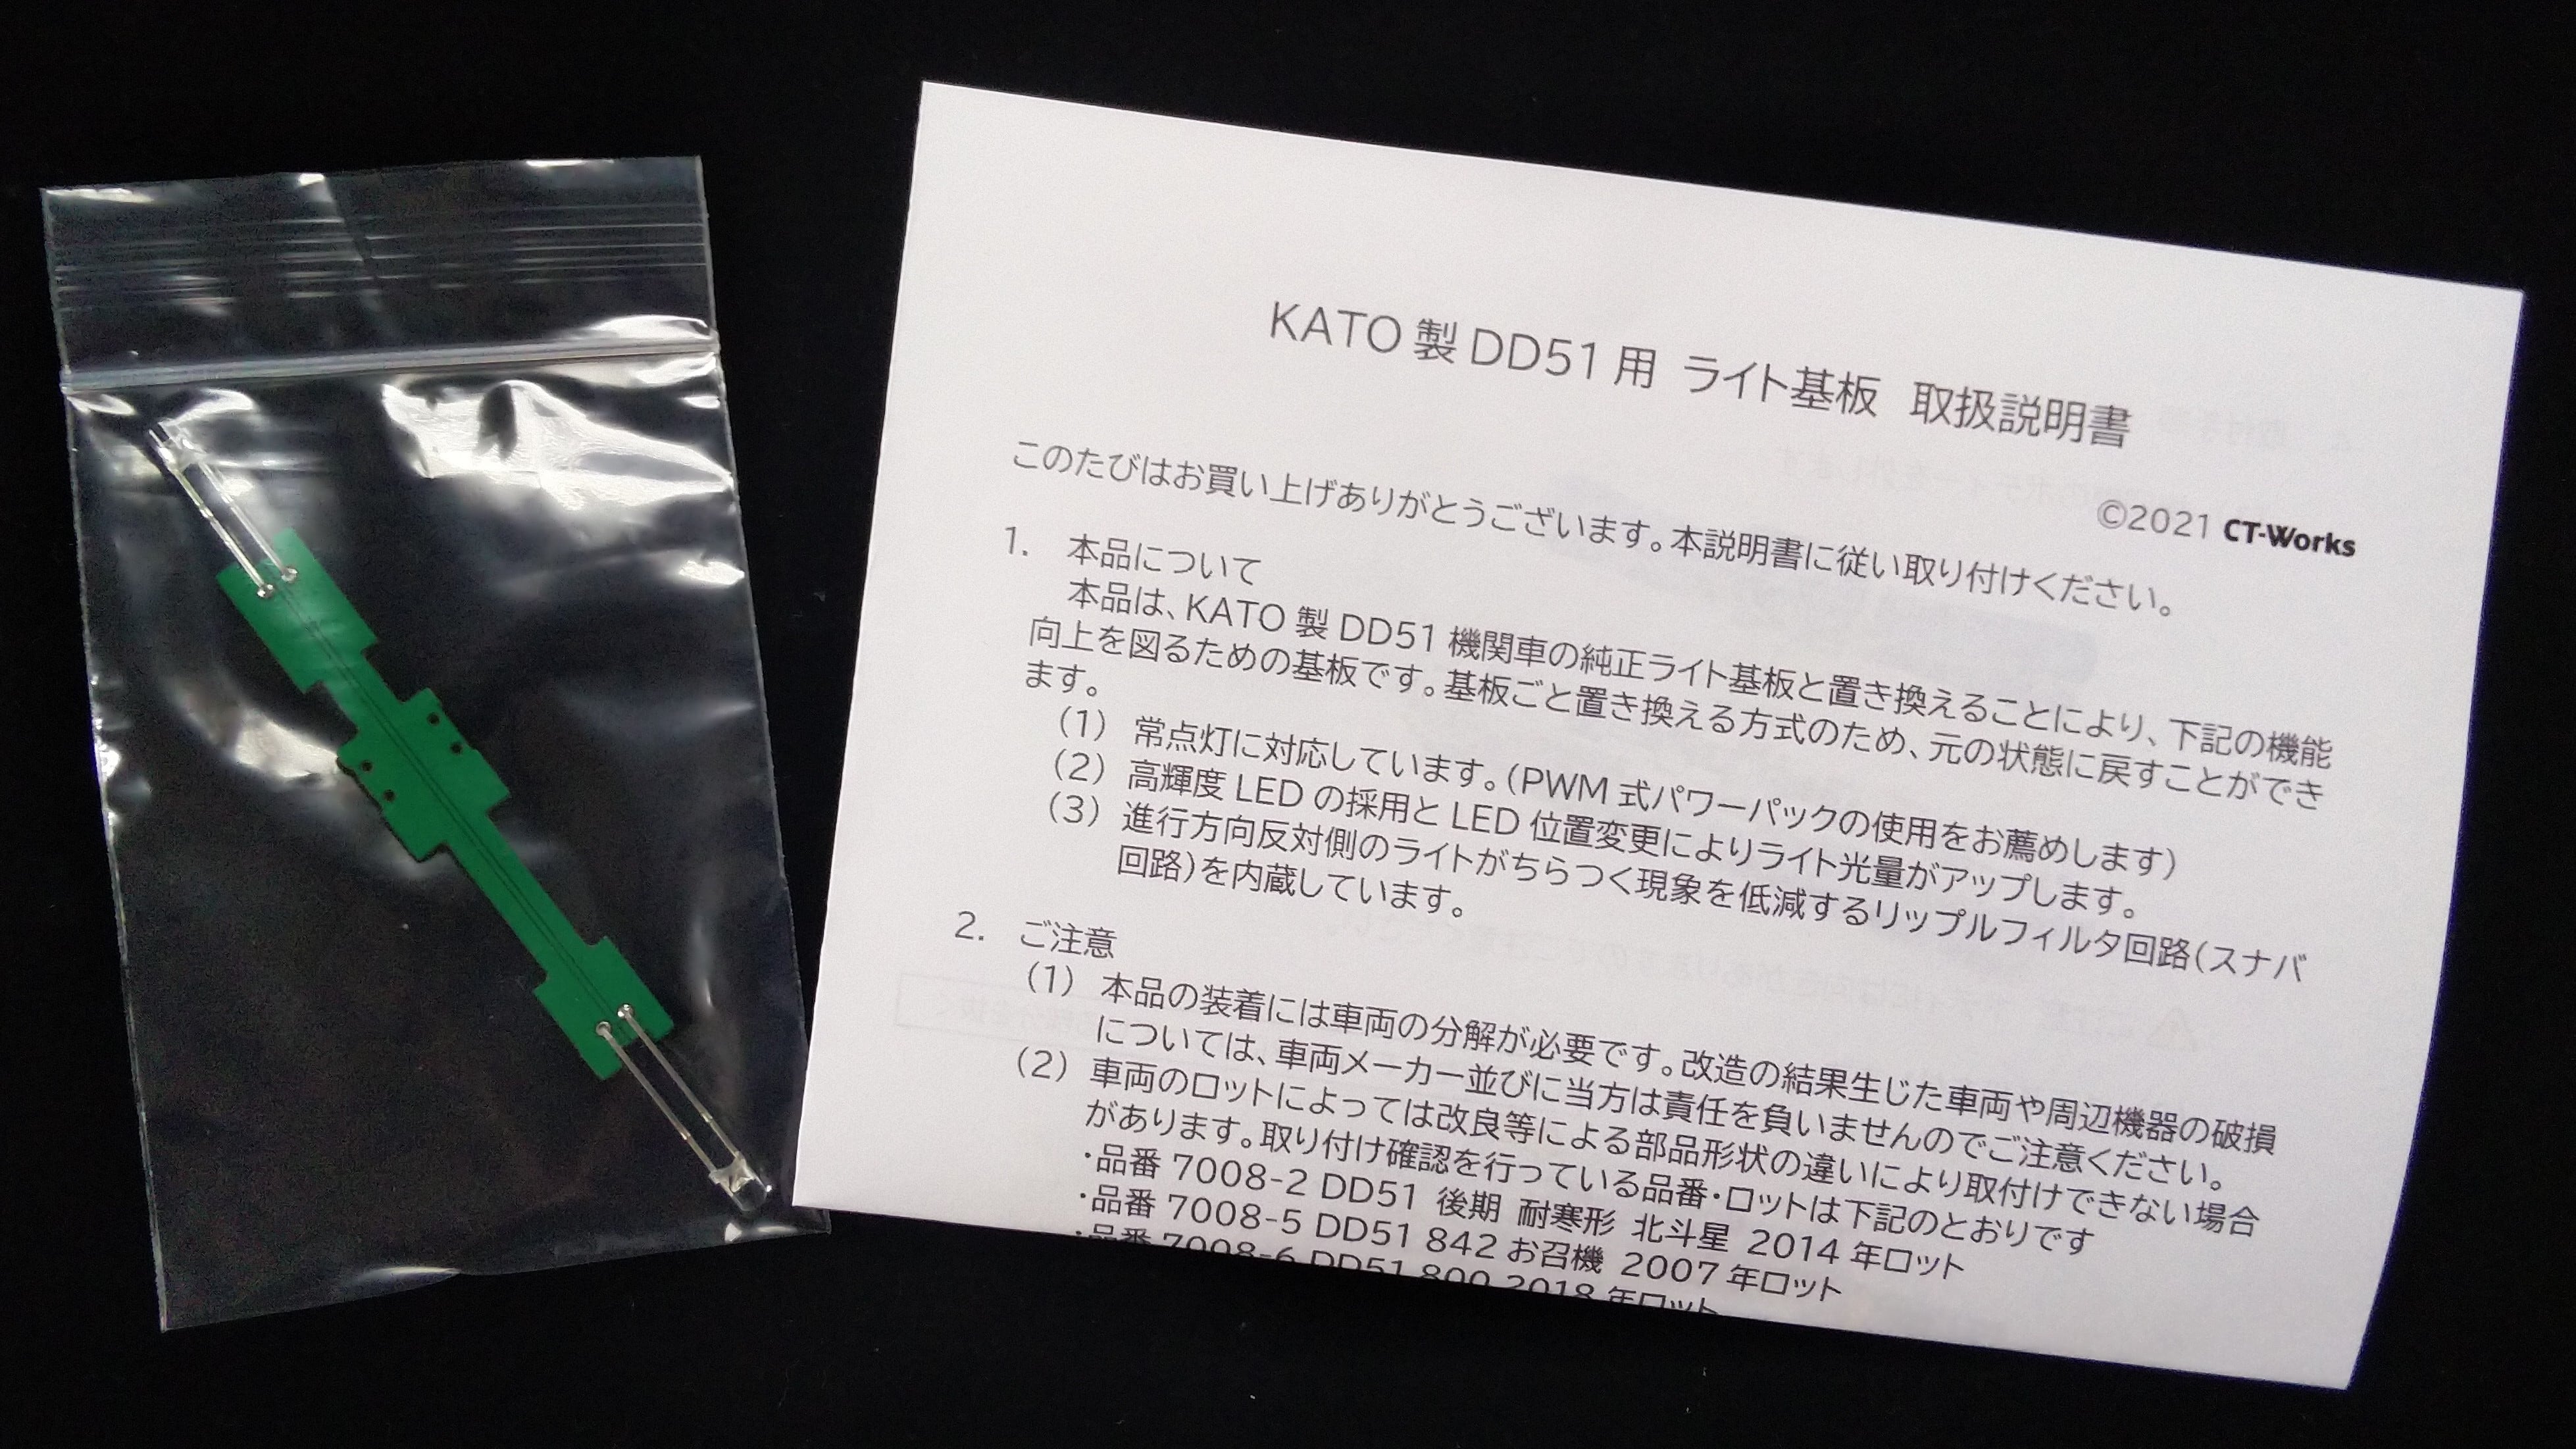 KATO 製 DD51 用 ライト基板 取扱説明書
©2021 CT-Works
このたびはお買い上げありがとうございます。本説明書に従い取り付けください。
1. 本品について
本品は、KATO 製 DD51 機関車の純正ライト基板と置き換えることにより、下記の機能
向上を図るための基板です。基板ごと置き換える方式のため、元の状態に戻すことができ
ます。
(1) 常点灯に対応しています。(PWM 式パワーパックの使用をお薦めします)
(2) 高輝度 LED の採用と LED 位置変更によりライト光量がアップします。
(3) 進行方向反対側のライトがちらつく現象を低減するリップルフィルタ回路(スナバ
回路)を内蔵しています。
2. ご注意
(1) 本品の装着には車両の分解が必要です。改造の結果生じた車両や周辺機器の破損
については、車両メーカー並びに当方は責任を負いませんのでご注意ください。
(2) 車両のロットによっては改良等による部品形状の違いにより取付けできない場合
があります。取り付け確認を行っている品番・ロットは下記のとおりです
・品番 7008-2 DD51 後期 耐寒形 北斗星 2014 年ロット
・品番 7008-5 DD51 842 お召機 2007 年ロット
・品番 7008-6 DD51 800 2018 年ロット